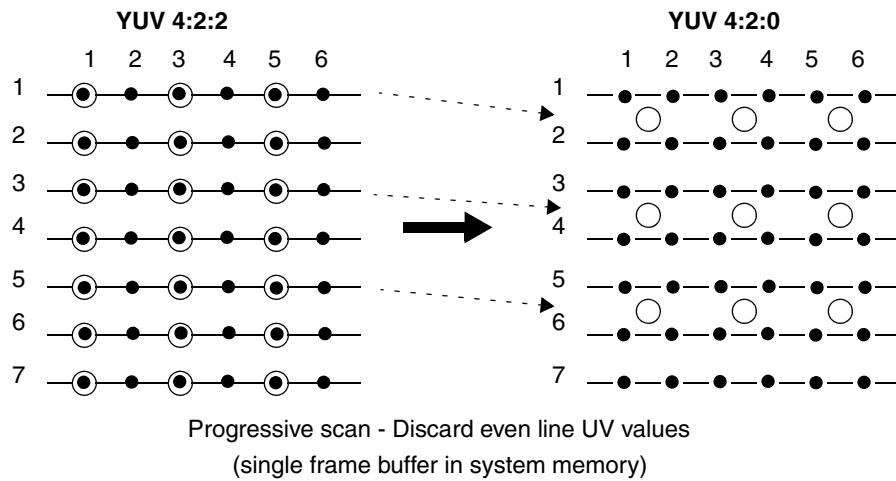 YUV 4:2:2
YUV 4:2:0
1 2 3 4 5 6
1 2 3 4 5 6
1
2
3
4
5
6
7
1
2
3
4
5
6
7
Progressive scan - Discard even line UV values
(single frame buffer in system memory)